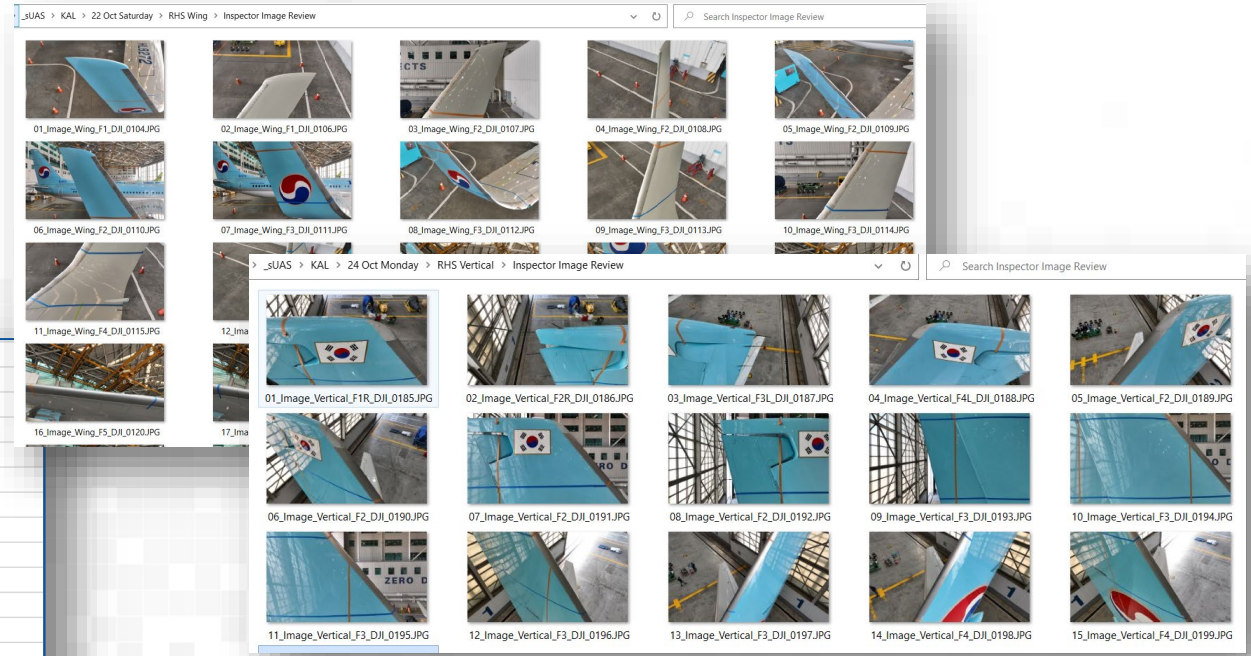 _sUAS > KAL > 22 Oct Saturday > RHS Wing > Inspector Image Review
Search Inspector Image Review
01_Image_Wing_F1_DJI_0104.JPG
02_Image_Wing_F1_DJI_0106.JPG
03_Image_Wing_F2_DJI_0107.JPG
04_Image_Wing_F2_DJI_0108.JPG
05_Image_Wing_F2_DJI_0109.JPG
06_Image_Wing_F2_DJI_0110.JPG
07_Image_Wing_F3_DJI_0111.JPG
08_Image_Wing_F3_DJI_0112.JPG
09_Image_Wing_F3_DJI_0113.JPG
10_Image_Wing_F3_DJI_0114.JPG
11_Image_Wing_F4_DJI_0115.JPG
12_Ima
16_Image_Wing_F5_DJI_0120.JPG
17_Ima
> _sUAS > KAL > 24 Oct Monday > RHS Vertical > Inspector Image Review
Search Inspector Image Review
01_Image_Vertical_F1R_DJI_0185.JPG
02_Image_Vertical_F2R_DJI_0186.JPG
03_Image_Vertical_F3L_DJI_0187.JPG
04_Image_Vertical_F4L_DJI_0188.JPG
05_Image_Vertical_F2_DJI_0189.JPG
06_Image_Vertical_F2_DJI_0190.JPG
07_Image_Vertical_F2_DJI_0191.JPG
08_Image_Vertical_F2_DJI_0192.JPG
09_Image_Vertical_F3_DJI_0193.JPG
10_Image_Vertical_F3_DJI_0194.JPG
ZERO D
11_Image_Vertical_F3_DJI_0195.JPG
12_Image_Vertical_F3_DJI_0196.JPG
13_Image_Vertical_F3_DJI_0197.JPG
14_Image_Vertical_F4_DJI_0198.JPG
15_Image_Vertical_F4_DJI_0199.JPG